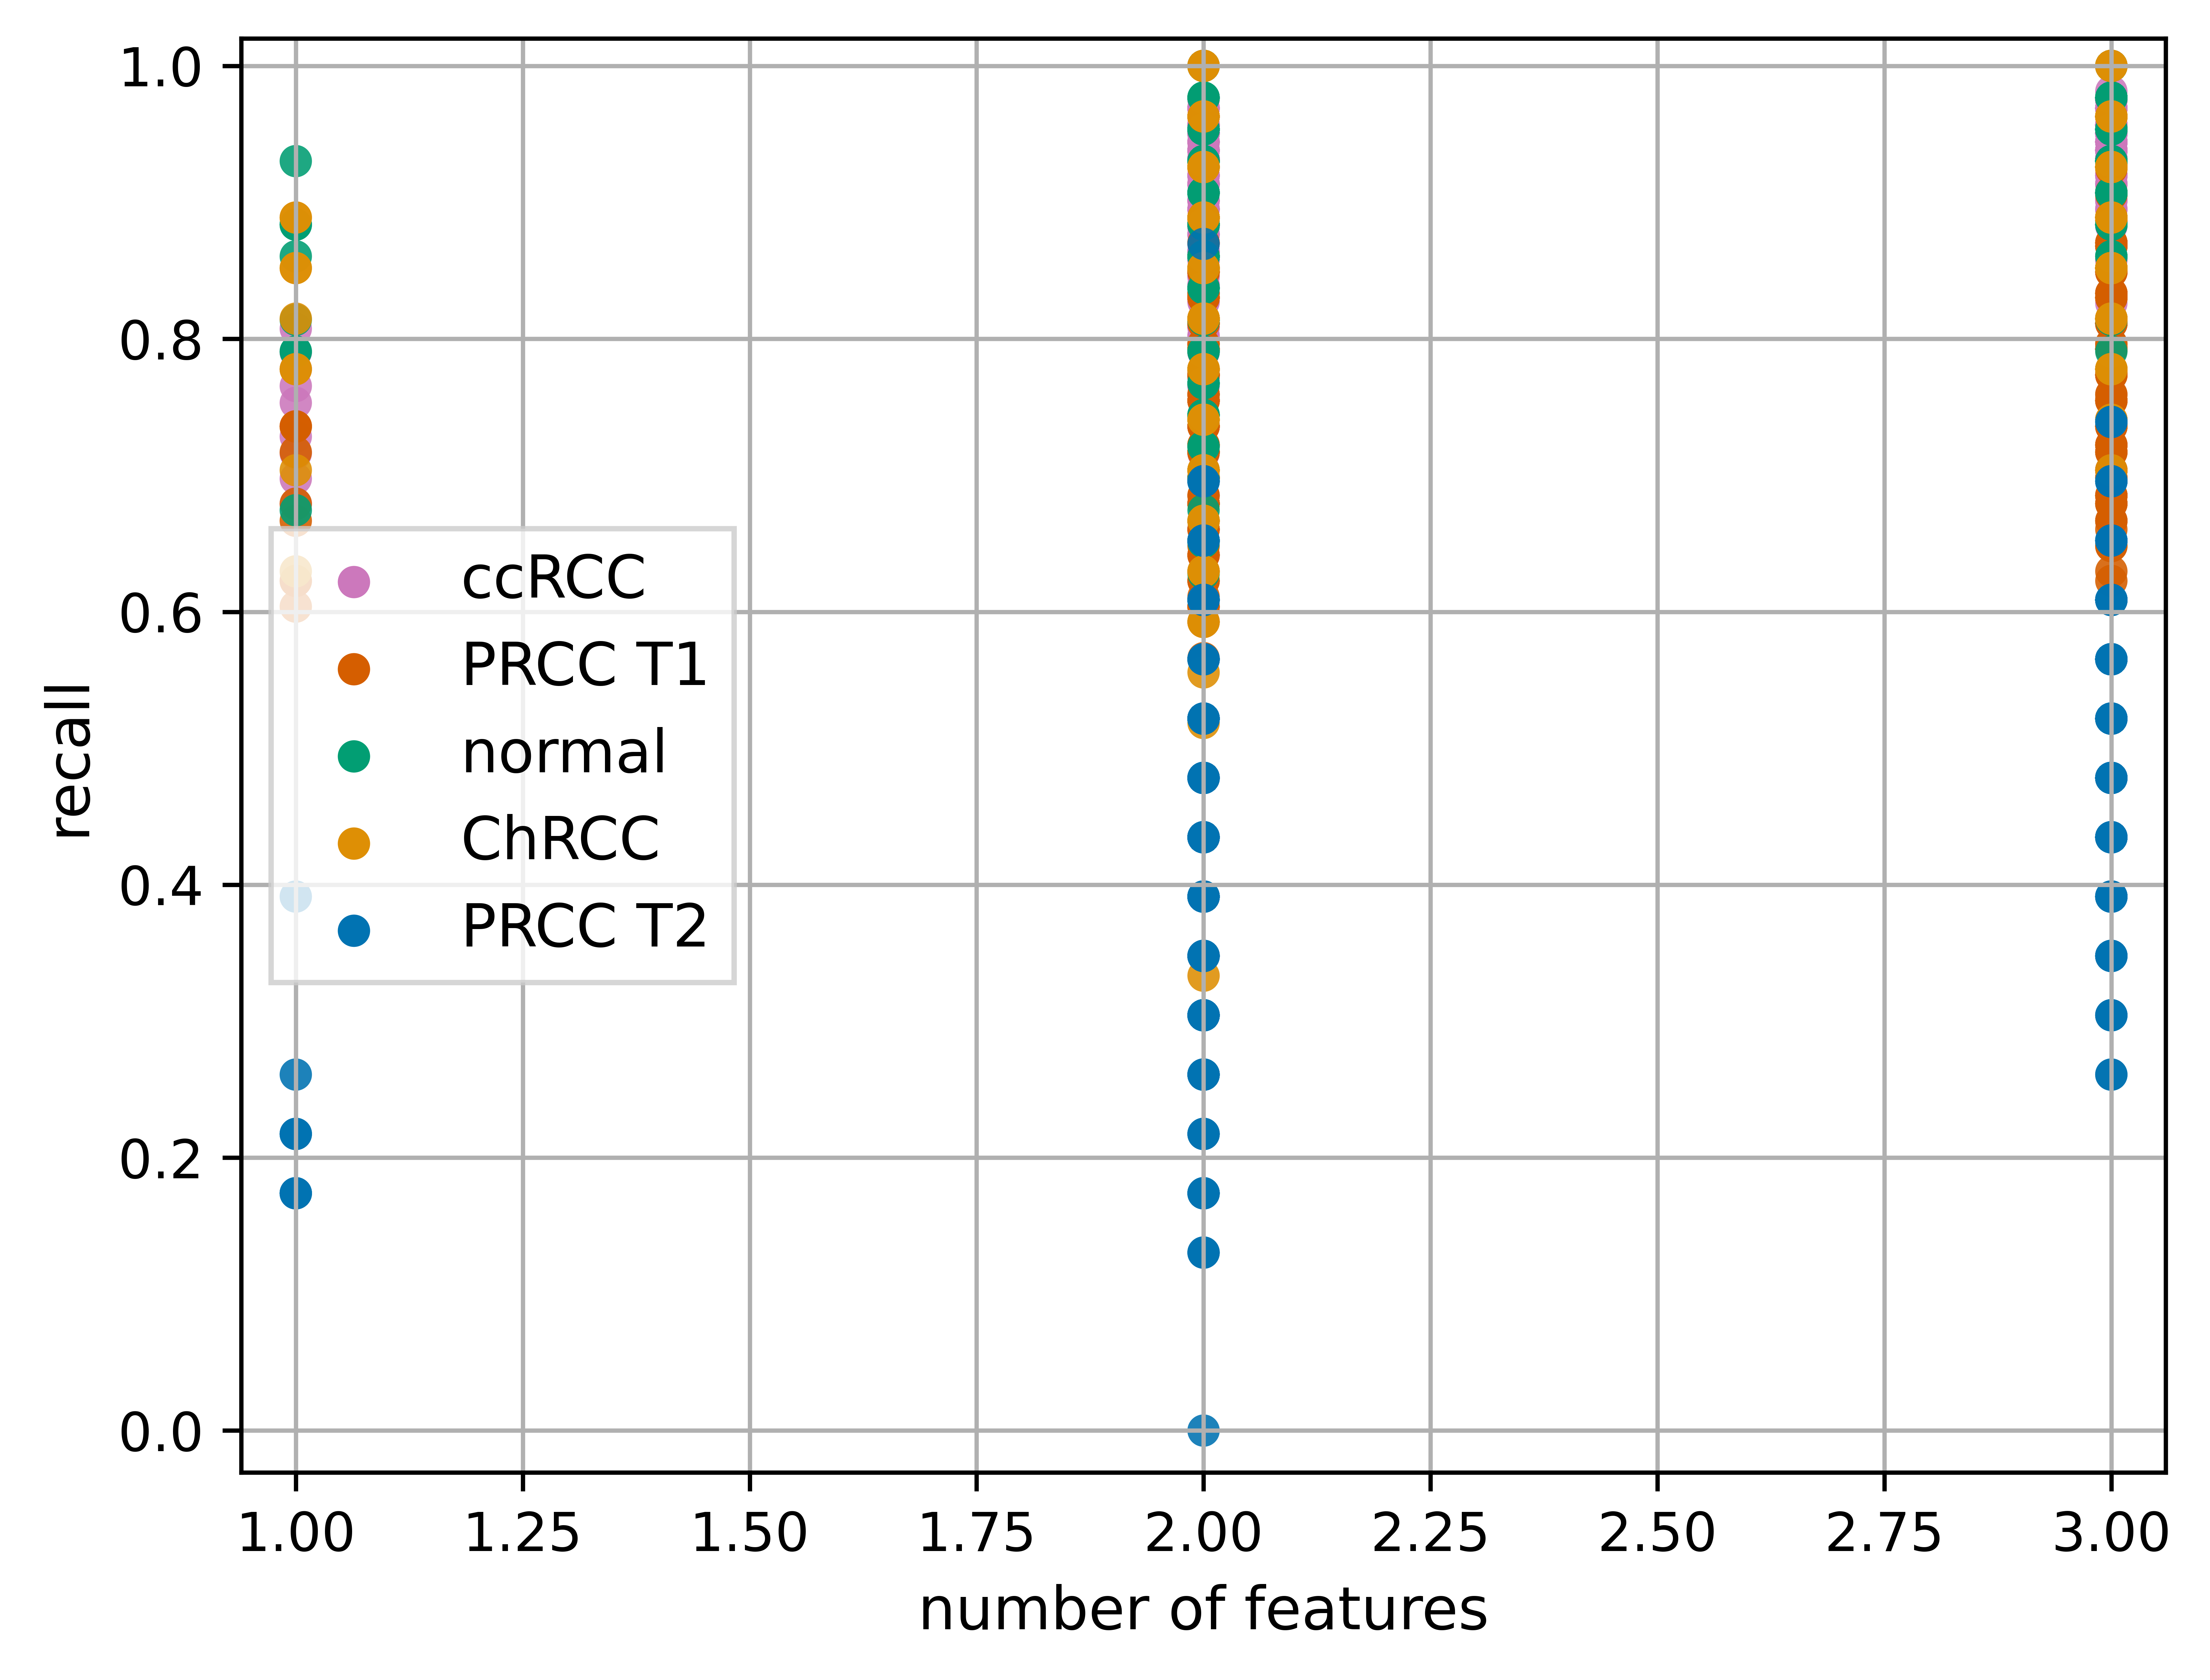 1.0
0.8
0.6
0.4
0.2
0.0
recall
ccRCC
PRCC T1
normal
ChRCC
PRCC T2
1.00 1.25 1.50 1.75 2.00 2.25 2.50 2.75 3.00
number of features